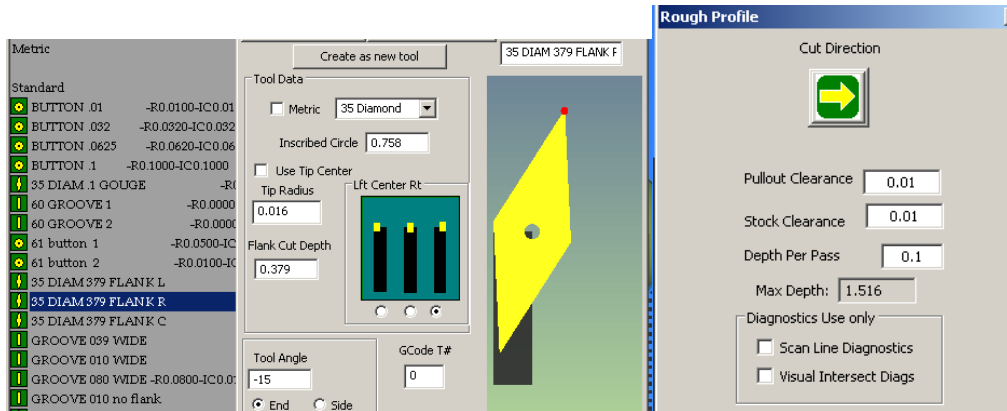 Metric
Standard
BUTTON .01 -R0.0100-IC0.01
BUTTON .032 -R0.0320-IC0.032
BUTTON .0625 -R0.0620-IC0.06
BUTTON .1 -R0.1000-IC0.1000
35 DIAM .1 GOUGE -R0
60 GROOVE 1 -R0.0000
60 GROOVE 2 -R0.0000
61 button 1 -R0.0500-IC
61 button 2 -R0.0100-IC
35 DIAM 379 FLANK L
35 DIAM 379 FLANK R
35 DIAM 379 FLANK C
GROOVE 039 WIDE
GROOVE 010 WIDE
GROOVE 080 WIDE -R0.0800-IC0.0
GROOVE 010 no flank
Create as new tool
35 DIAM 379 FLANK F
Tool Data
Metric
35 Diamond
Inscribed Circle 0.758
Use Tip Center
Tip Radius
0.016
Lft Center Rt
Flank Cut Depth
0.379
Tool Angle
-15
End Side
GCode T#
0
Rough Profile
Cut Direction
Pullout Clearance 0.01
Stock Clearance 0.01
Depth Per Pass 0.1
Max Depth: 1.516
Diagnostics Use only
Scan Line Diagnostics
Visual Intersect Diags